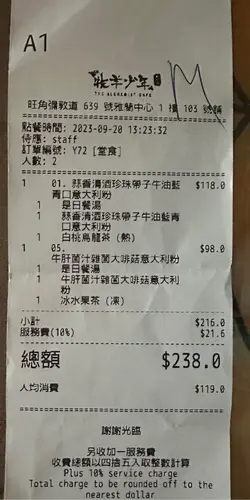 A1
牧羊少年
THE ALCHEMIST CAFE
M
旺角彌敦道 639 號雅蘭中心 1 樓 103 號舖
點餐時間: 2023-09-20 13:23:32
侍應: staff
訂單編號: Y72 [堂食]
人數: 2
1 01. 蒜香清酒珍珠帶子牛油藍 $118.0
青口意大利粉
1 是日餐湯
1 蒜香清酒珍珠帶子牛油藍青
口意大利粉
1 白桃烏龍茶 (熱)
1 05. $98.0
牛肝菌汁雜菌大啡菇意大利
粉
1 是日餐湯
1 牛肝菌汁雜菌大啡菇意大利
粉
1 冰水果茶 (凍)
小計 $216.0
服務費(10%) $21.6
總額 $238.0
人均消費 $119.0
謝謝光臨
另收加一服務費
收費總額以四捨五入取整數計算
Plus 10% service charge
Total charge to be rounded off to the
nearest dollar